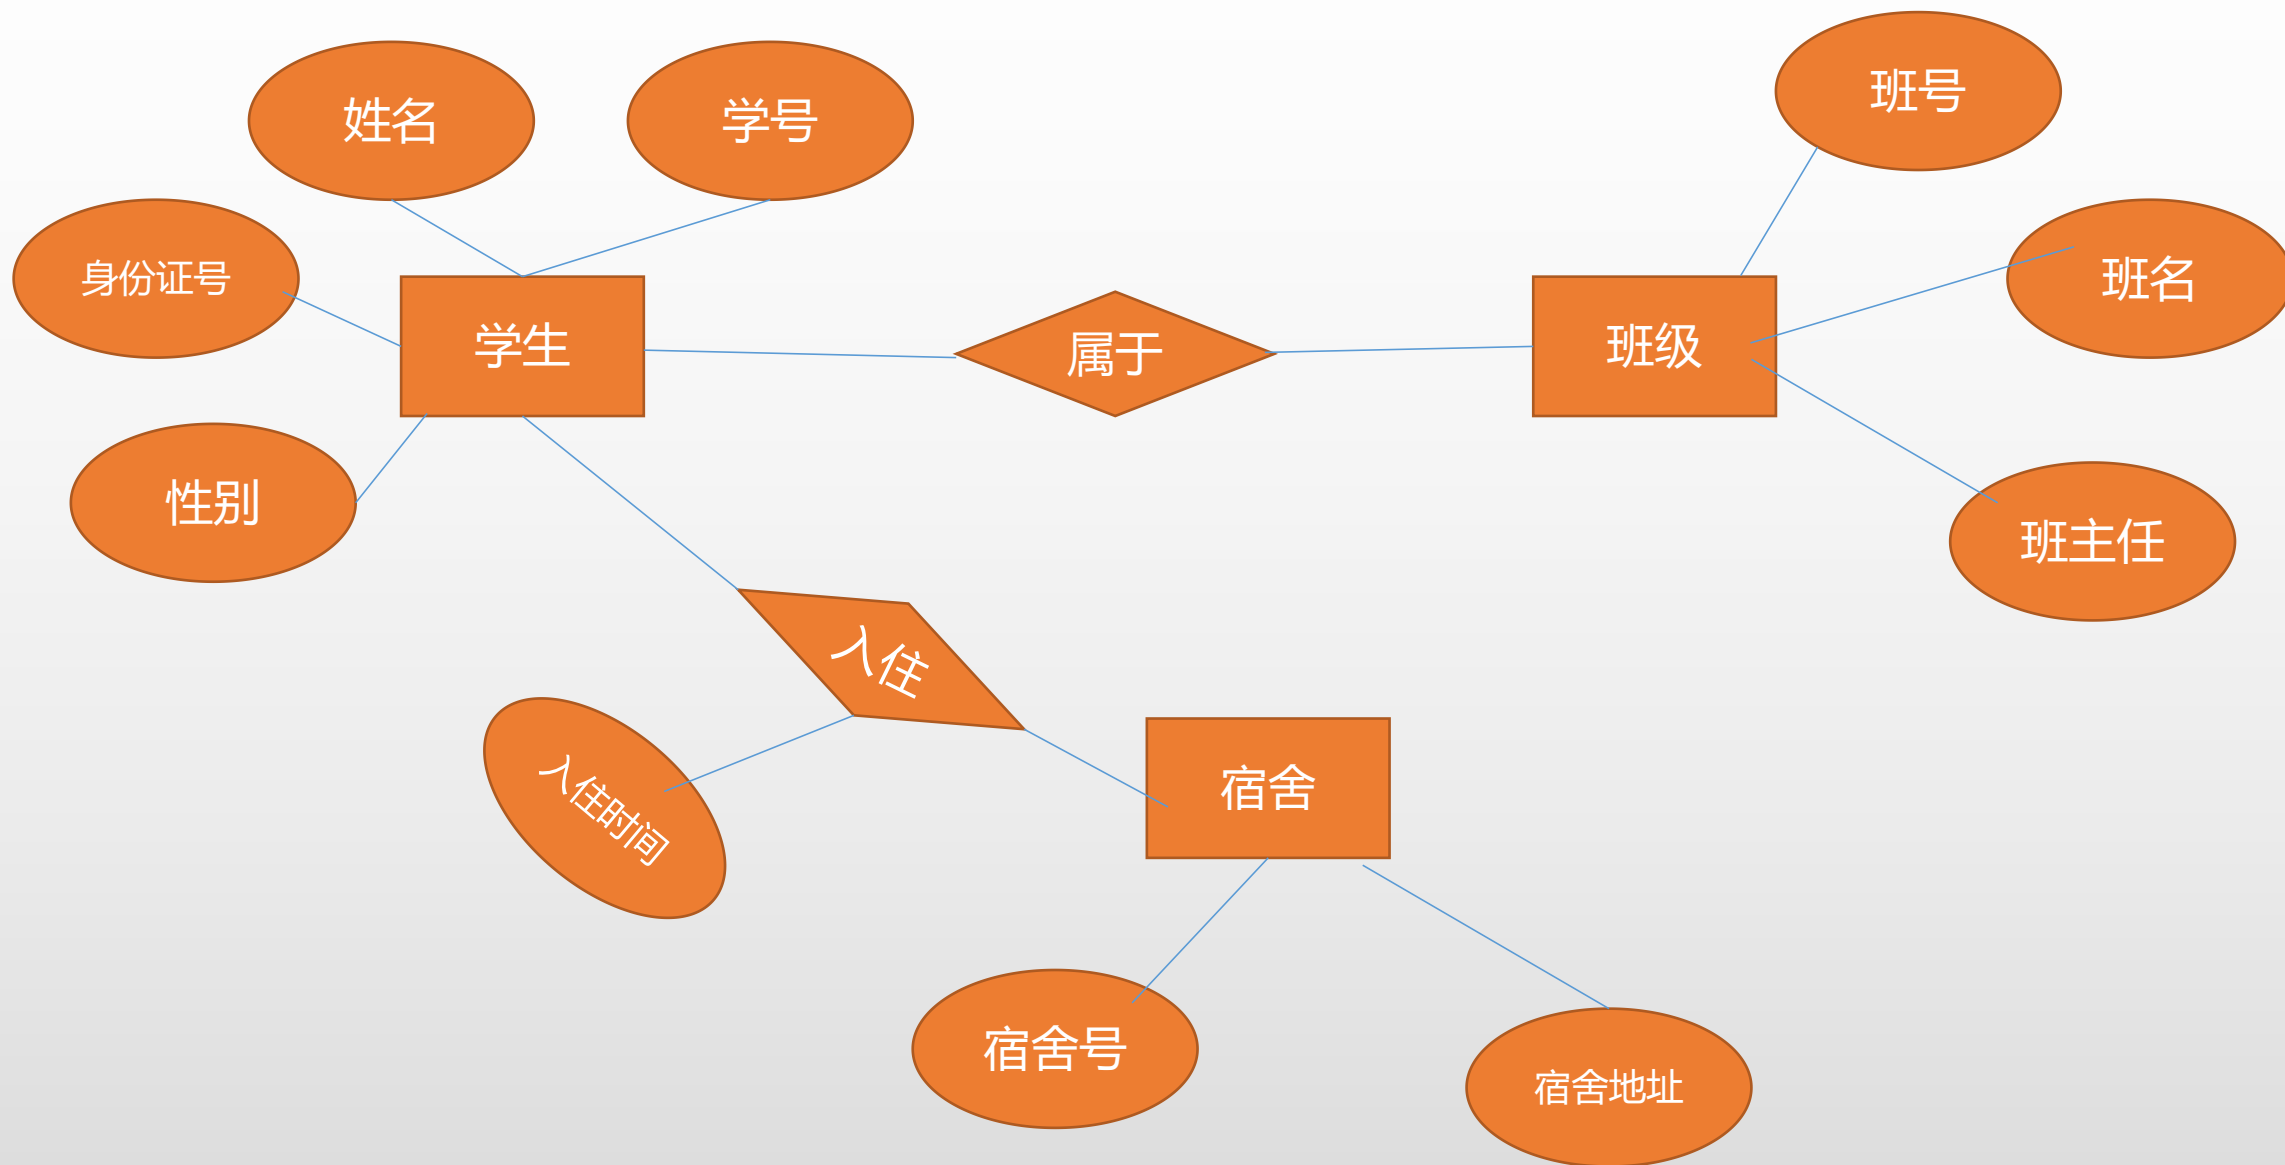 班号
姓名
学号
身份证号
班名
学生
属于
班级
性别
班主任
入住
入住时间
宿舍
宿舍号
宿舍地址